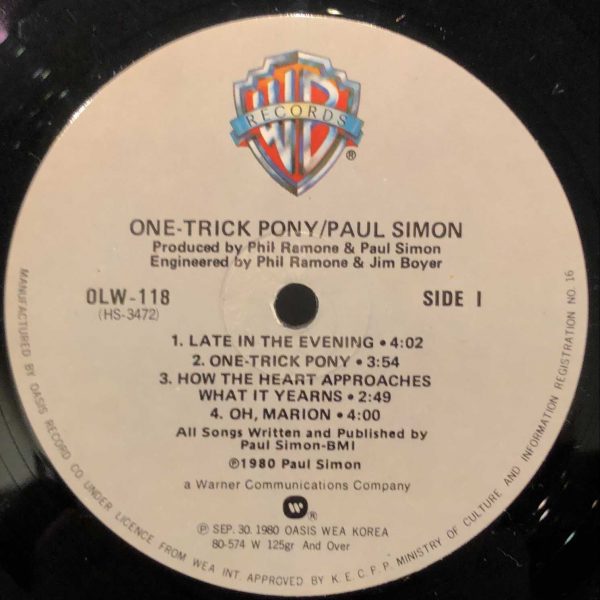 WB
RECORDS
®
ONE-TRICK PONY/PAUL SIMON
Produced by Phil Ramone & Paul Simon
Engineered by Phil Ramone & Jim Boyer
OLW-118
(HS-3472)
SIDE I
1. LATE IN THE EVENING • 4:02
2. ONE-TRICK PONY • 3:54
3. HOW THE HEART APPROACHES
WHAT IT YEARNS • 2:49
4. OH, MARION • 4:00
All Songs Written and Published by
Paul Simon-BMI
℗1980 Paul Simon
a Warner Communications Company
W®
℗ SEP. 30. 1980 OASIS WEA KOREA
80-574 W 125gr And Over
MANUFACTURED BY OASIS RECORD CO UNDER LICENCE FROM WEA INT. APPROVED BY K. E. C. P. P. MINISTRY OF CULTURE AND INFORMATION REGISTRATION NO. 16